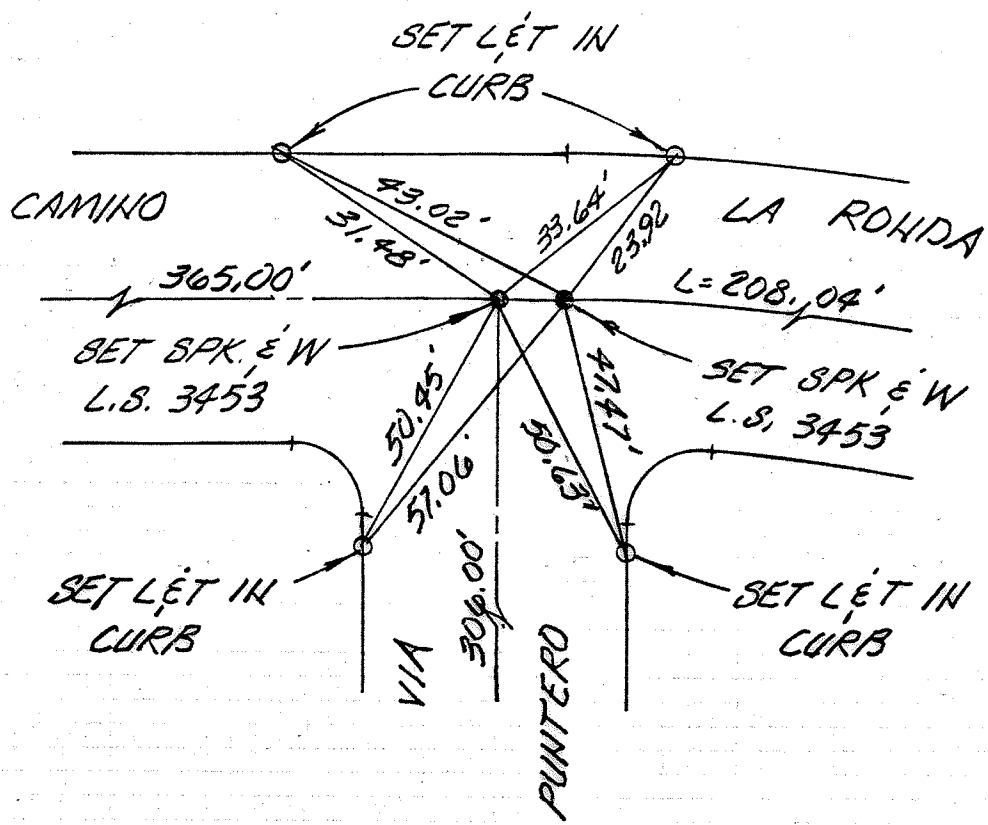 SET L & T IN
CURB
CAMINO
LA RONDA
43.02'
31.48'
33.64'
23.92
365.00'
L=208.04'
SET SPK. & W
L.S. 3453
SET SPK & W
L.S. 3453
50.45'
57.06'
50.63'
47.47'
SET L & T IN
CURB
VIA
306.00'
PUNTERO
SET L & T IN
CURB